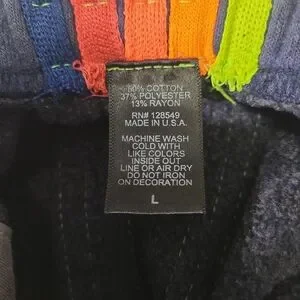 50% COTTON
37% POLYESTER
13% RAYON
RN# 128549
MADE IN U.S.A.
MACHINE WASH
COLD WITH
LIKE COLORS
INSIDE OUT
LINE OR AIR DRY
DO NOT IRON
ON DECORATION
L